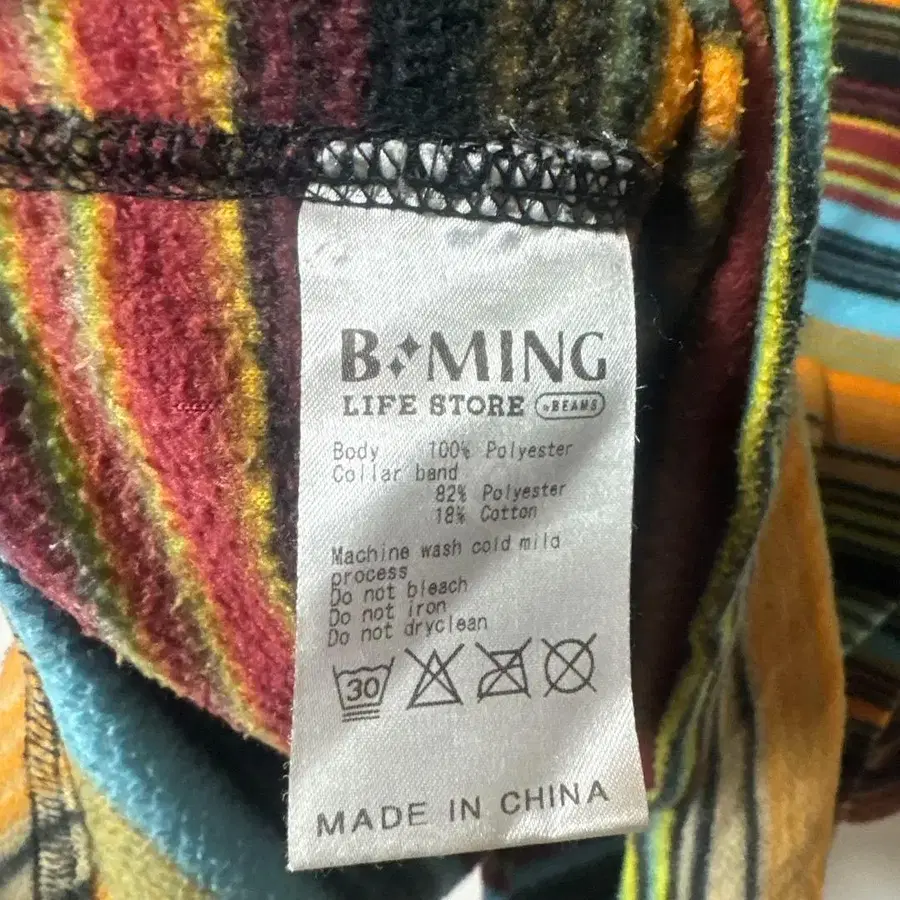 B MING
LIFE STORE by BEAMS
Body 100% Polyester
Collar band
82% Polyester
18% Cotton
Machine wash cold mild
process
Do not bleach
Do not iron
Do not dryclean
30
MADE IN CHINA